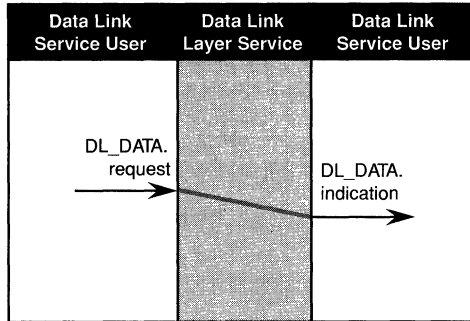 Data Link
Service User
Data Link
Layer Service
Data Link
Service User
DL_DATA.
request
DL_DATA.
indication